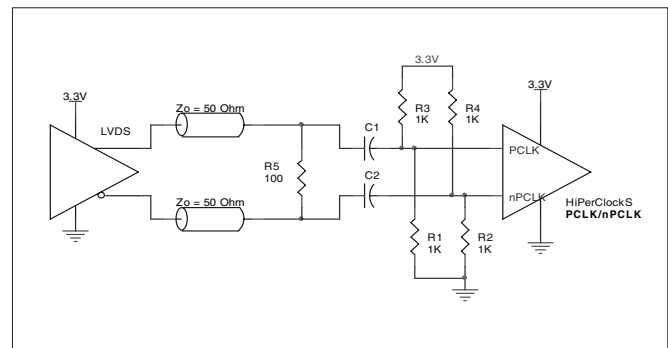 3.3V
3.3V
3.3V
Zo = 50 Ohm
LVDS
C1
R3
1K
R4
1K
PCLK
R5
100
C2
Zo = 50 Ohm
nPCLK
HiPerClockS
PCLK/nPCLK
R1
1K
R2
1K